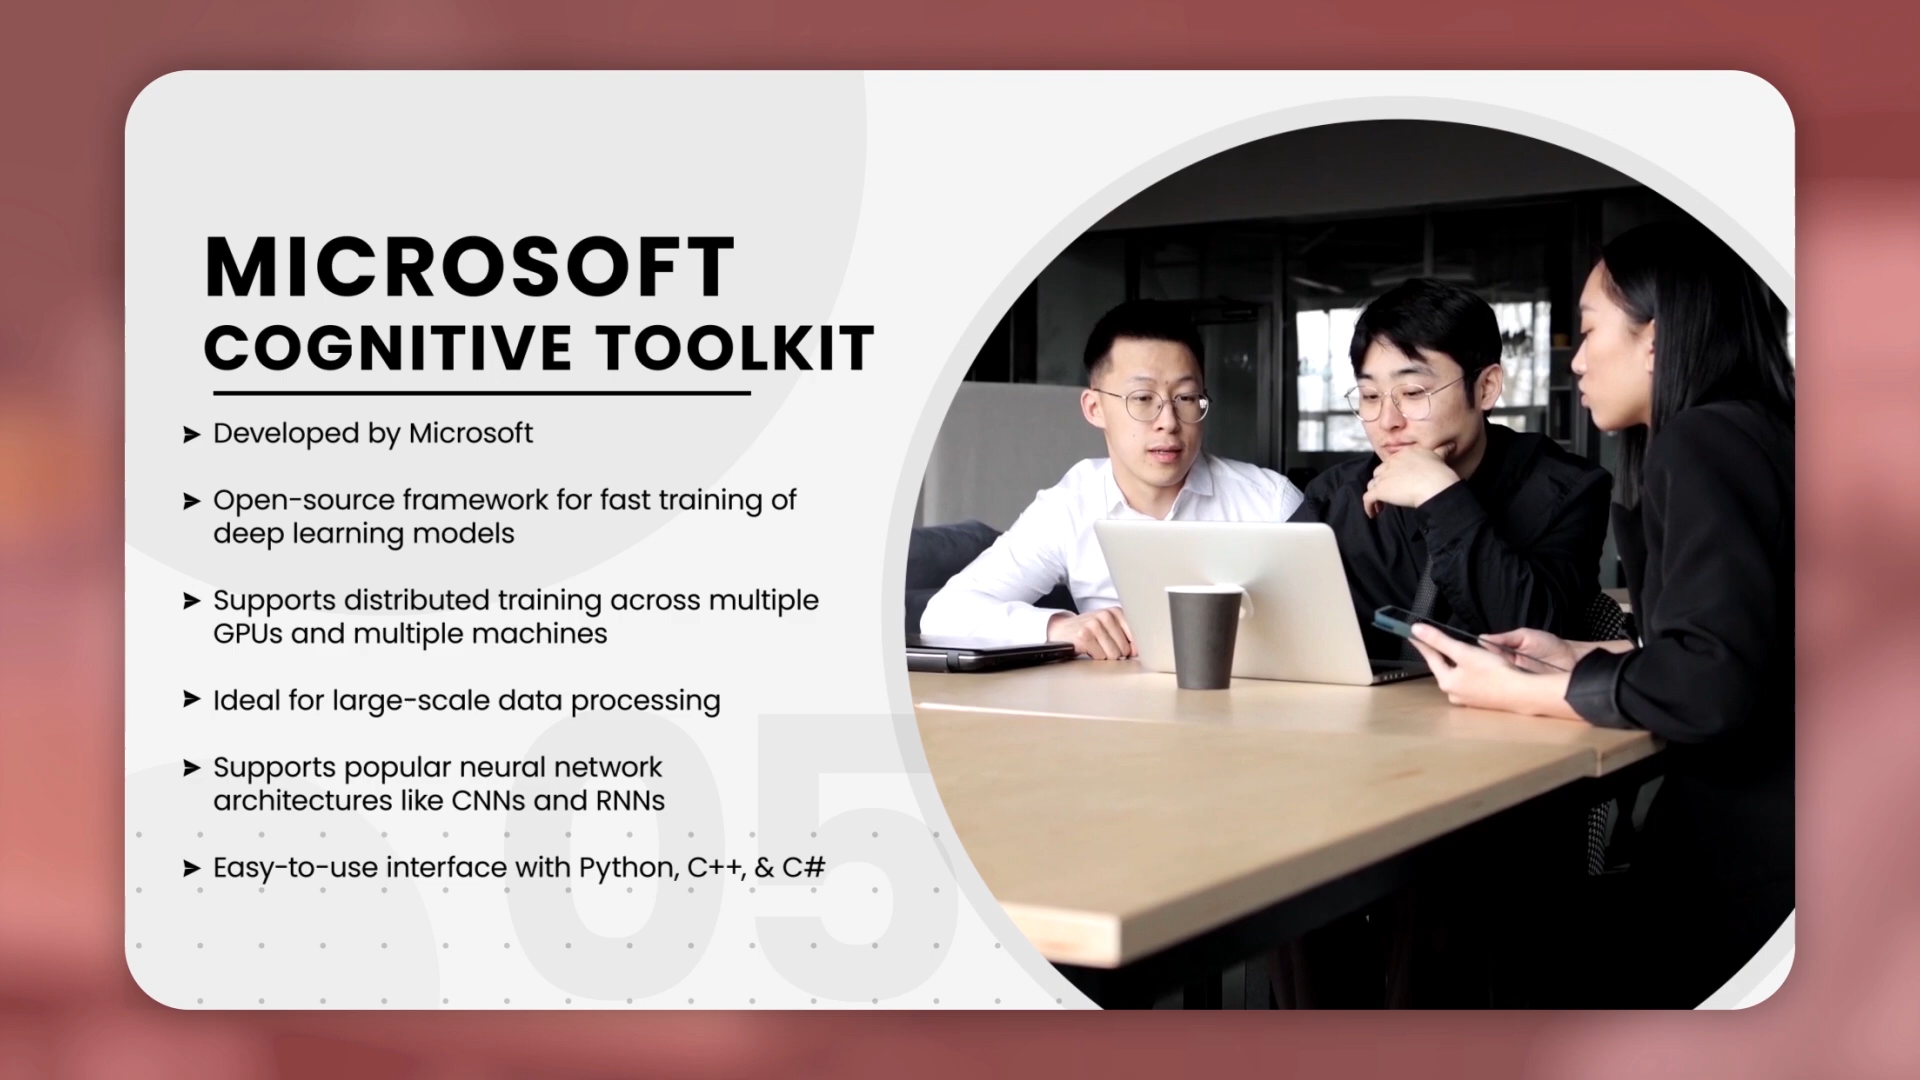 MICROSOFT
COGNITIVE TOOLKIT
Developed by Microsoft
Open-source framework for fast training of
deep learning models
Supports distributed training across multiple
GPUs and multiple machines
Ideal for large-scale data processing
Supports popular neural network
architectures like CNNs and RNNs
Easy-to-use interface with Python, C++, & C#
05